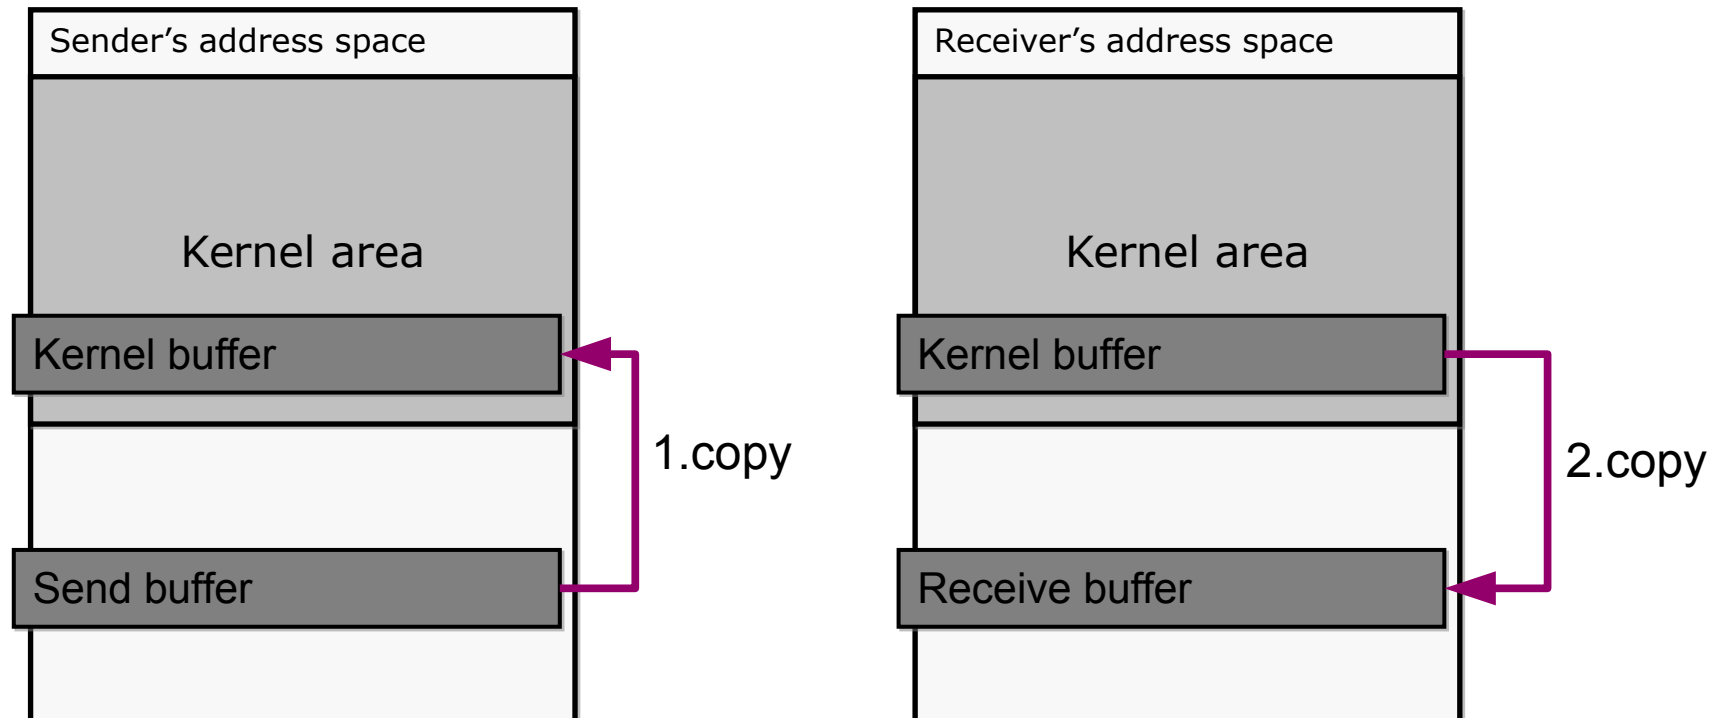 Sender’s address space
Kernel area
Kernel buffer
1.copy
Send buffer
Receiver’s address space
Kernel area
Kernel buffer
2.copy
Receive buffer